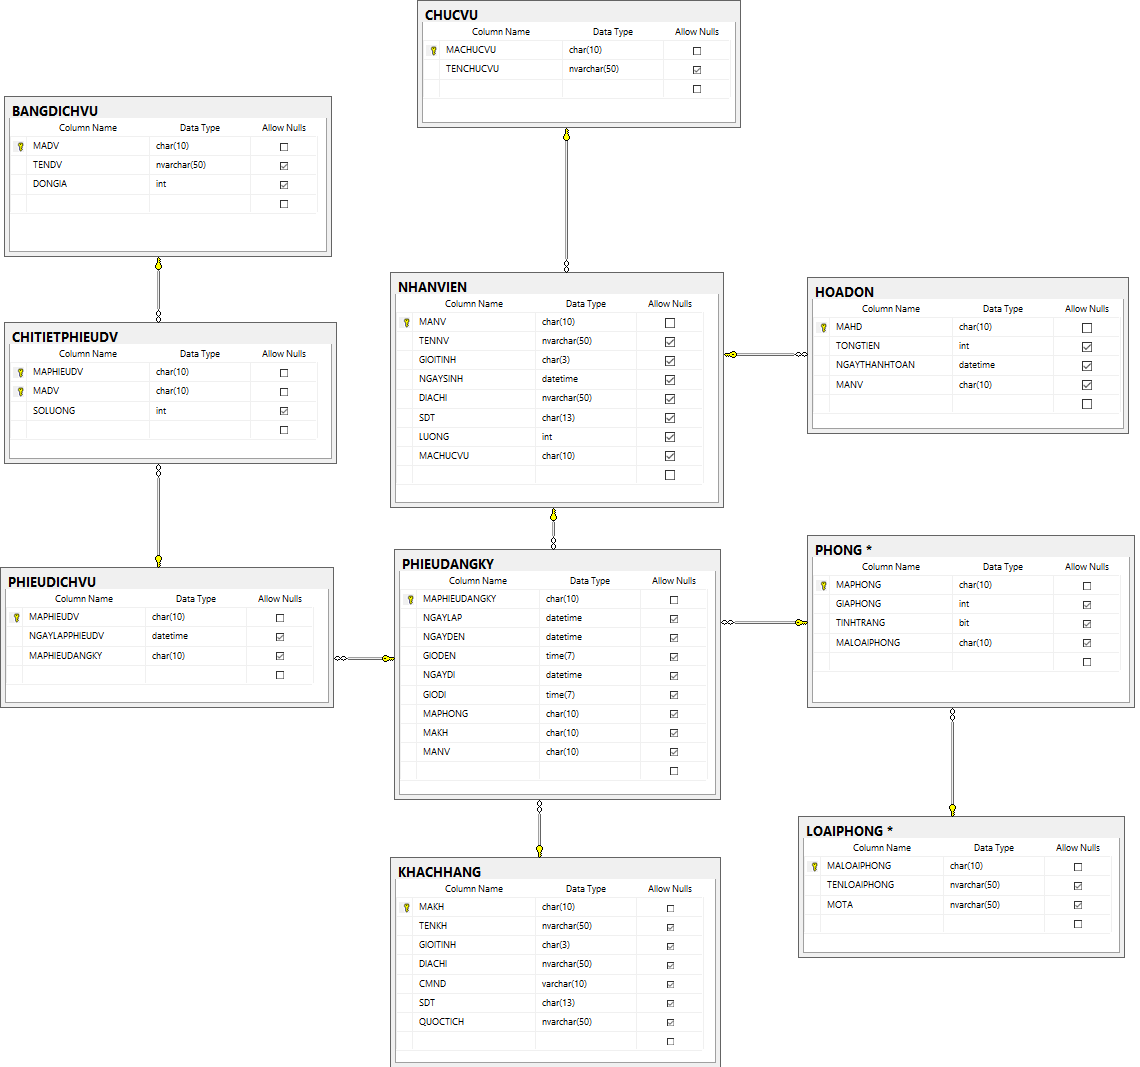 CHUCVU
Column Name Data Type Allow Nulls
MACHUCVU char(10)
TENCHUCVU nvarchar(50)
BANGDICHVU
Column Name Data Type Allow Nulls
MADV char(10)
TENDV nvarchar(50)
DONGIA int
NHANVIEN
Column Name Data Type Allow Nulls
MANV char(10)
TENNV nvarchar(50)
GIOITINH char(3)
NGAYSINH datetime
DIACHI nvarchar(50)
SDT char(13)
LUONG int
MACHUCVU char(10)
HOADON
Column Name Data Type Allow Nulls
MAHD char(10)
TONGTIEN int
NGAYTHANHTOAN datetime
MANV char(10)
CHITIETPHIEUDV
Column Name Data Type Allow Nulls
MAPHIEUDV char(10)
MADV char(10)
SOLUONG int
PHIEUDANGKY
Column Name Data Type Allow Nulls
MAPHIEUDANGKY char(10)
NGAYLAP datetime
NGAYDEN datetime
GIODEN time(7)
NGAYDI datetime
GIODI time(7)
MAPHONG char(10)
MAKH char(10)
MANV char(10)
PHONG *
Column Name Data Type Allow Nulls
MAPHONG char(10)
GIAPHONG int
TINHTRANG bit
MALOAIPHONG char(10)
PHIEUDICHVU
Column Name Data Type Allow Nulls
MAPHIEUDV char(10)
NGAYLAPPHIEUDV datetime
MAPHIEUDANGKY char(10)
LOAIPHONG *
Column Name Data Type Allow Nulls
MALOAIPHONG char(10)
TENLOAIPHONG nvarchar(50)
MOTA nvarchar(50)
KHACHHANG
Column Name Data Type Allow Nulls
MAKH char(10)
TENKH nvarchar(50)
GIOITINH char(3)
DIACHI nvarchar(50)
CMND varchar(10)
SDT char(13)
QUOCTICH nvarchar(50)